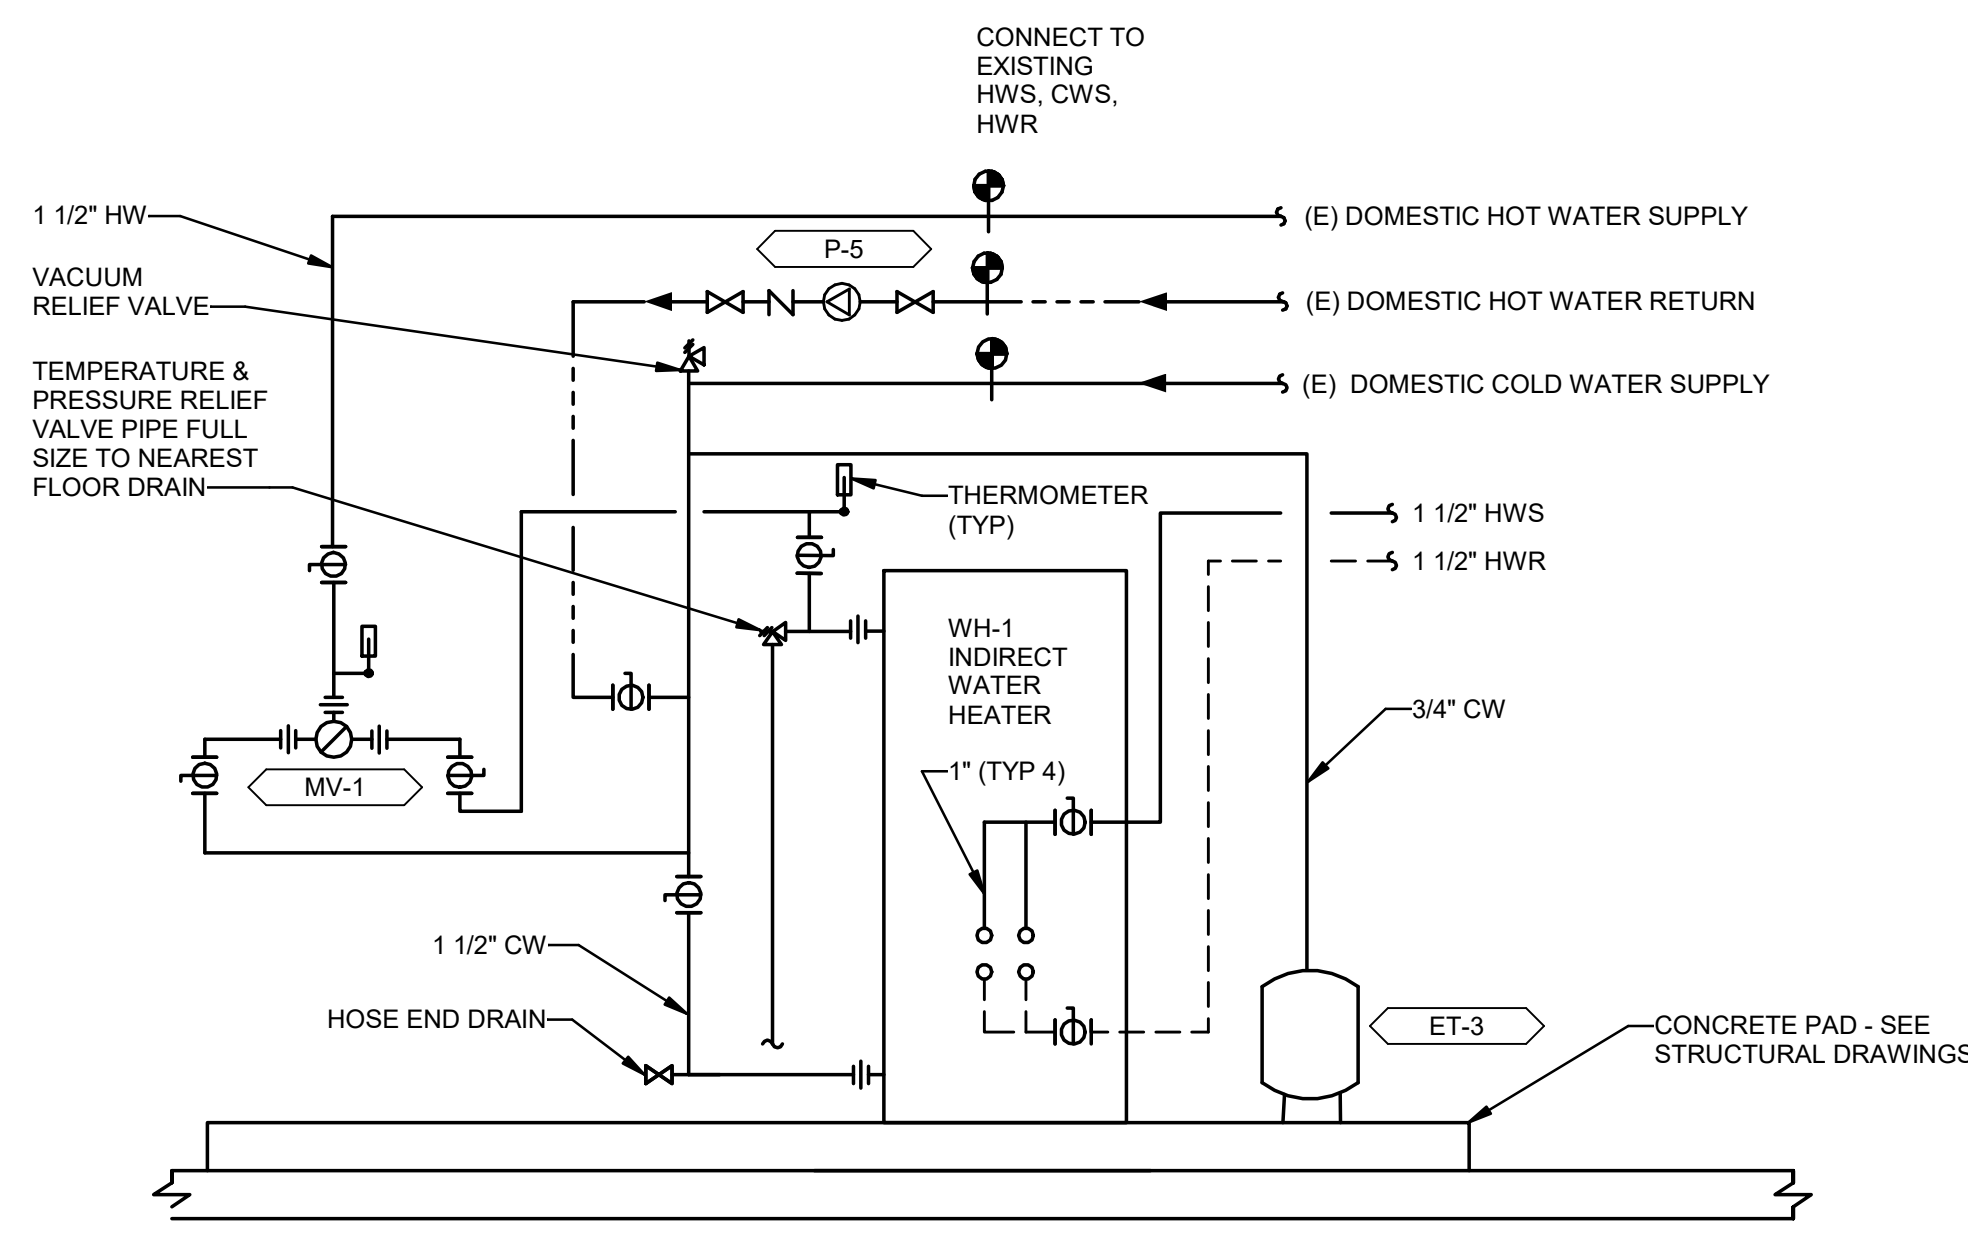 CONNECT TO
EXISTING
HWS, CWS,
HWR
1 1/2" HW
(E) DOMESTIC HOT WATER SUPPLY
P-5
VACUUM
RELIEF VALVE
(E) DOMESTIC HOT WATER RETURN
TEMPERATURE &
PRESSURE RELIEF
VALVE PIPE FULL
SIZE TO NEAREST
FLOOR DRAIN
(E) DOMESTIC COLD WATER SUPPLY
THERMOMETER
(TYP)
1 1/2" HWS
1 1/2" HWR
WH-1
INDIRECT
WATER
HEATER
3/4" CW
1" (TYP 4)
MV-1
1 1/2" CW
HOSE END DRAIN
ET-3
CONCRETE PAD - SEE
STRUCTURAL DRAWINGS